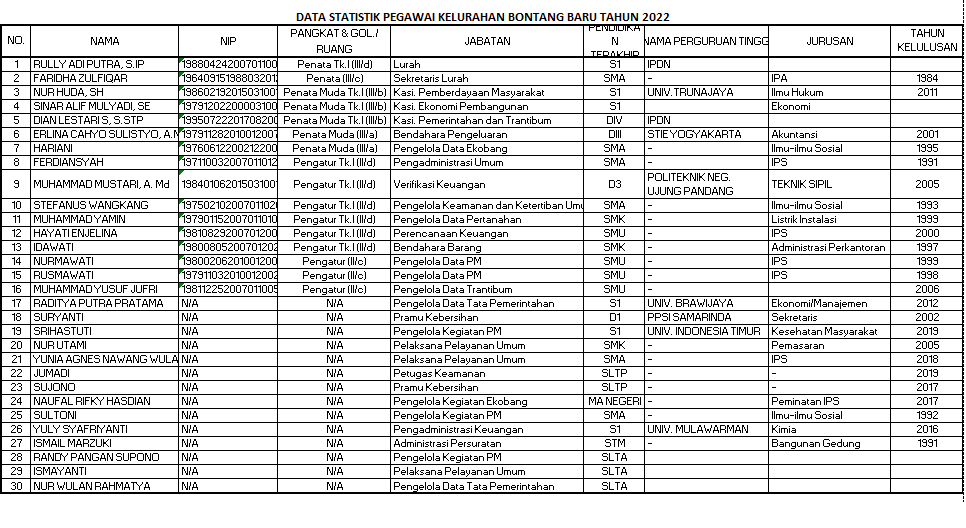 DATA STATISTIK PEGAWAI KELURAHAN BONTANG BARU TAHUN 2022
NO. NAMA NIP PANGKAT & GOL./ RUANG JABATAN PENDIDIKA N TERAKHIR NAMA PERGURUAN TINGG JURUSAN TAHUN KELULUSAN
1 RULLY ADI PUTRA, S.IP 19880424200701100 Penata Tk.I (III/d) Lurah S1 IPDN
2 FARIDHA ZULFIQAR 19640915198803201 Penata (III/c) Sekretaris Lurah SMA - IPA 1984
3 NUR HUDA, SH 19860219201503100 Penata Muda Tk.I (III/b) Kasi. Pemberdayaan Masyarakat S1 UNIV.TRUNAJAYA Ilmu Hukum 2011
4 SINAR ALIF MULYADI, SE 19791202200003100 Penata Muda Tk.I (III/b) Kasi. Ekonomi Pembangunan S1 Ekonomi
5 DIAN LESTARI S, S.STP 19950722201708200 Penata Muda Tk.I (III/b) Kasi. Pemerintahan dan Trantibum DIV IPDN
6 ERLINA CAHYO SULISTYO, A.M 19791128201001200 Penata Muda (III/a) Bendahara Pengeluaran DIII STIE YOGYAKARTA Akuntansi 2001
7 HARIANI 19760612200212200 Penata Muda (III/a) Pengelola Data Ekobang SMA - Ilmu-ilmu Sosial 1995
8 FERDIANSYAH 19711003200701101 Pengatur Tk.I (II/d) Pengadministrasi Umum SMA - IPS 1991
9 MUHAMMAD MUSTARI, A. Md 19840106201503100 Pengatur Tk.I (II/d) Verifikasi Keuangan D3 POLITEKNIK NEG. UJUNG PANDANG TEKNIK SIPIL 2005
10 STEFANUS WANGKANG 19750210200701102 Pengatur Tk.I (II/d) Pengelola Keamanan dan Ketertiban Umu SMA - Ilmu-ilmu Sosial 1993
11 MUHAMMAD YAMIN 19790115200701101 Pengatur Tk.I (II/d) Pengelola Data Pertanahan SMK - Listrik Instalasi 1999
12 HAYATI ENJELINA 19810829200701200 Pengatur Tk.I (II/d) Perencanaan Keuangan SMU - IPS 2000
13 IDAWATI 19800805200701202 Pengatur Tk.I (II/d) Bendahara Barang SMK - Administrasi Perkantoran 1997
14 NURMAWATI 19800206201001200 Pengatur (II/c) Pengelola Data PM SMU - IPS 1999
15 RUSMAWATI 19791103201001200 Pengatur (II/c) Pengelola Data PM SMU - IPS 1998
16 MUHAMMAD YUSUF JUFRI 19811225200701100 Pengatur (II/c) Pengelola Data Trantibum SMU - 2006
17 RADITYA PUTRA PRATAMA N/A N/A Pengelola Data Tata Pemerintahan S1 UNIV. BRAWIJAYA Ekonomi/Manajemen 2012
18 SURYANTI N/A N/A Pramu Kebersihan D1 PPSI SAMARINDA Sekretaris 2002
19 SRIHASTUTI N/A N/A Pengelola Kegiatan PM S1 UNIV. INDONESIA TIMUR Kesehatan Masyarakat 2019
20 NUR UTAMI N/A N/A Pelaksana Pelayanan Umum SMK - Pemasaran 2005
21 YUNIA AGNES NAWANG WULA N/A N/A Pelaksana Pelayanan Umum SMA - IPS 2018
22 JUMADI N/A N/A Petugas Keamanan SLTP - - 2019
23 SUJONO N/A N/A Pramu Kebersihan SLTP - - 2017
24 NAUFAL RIFKY HASDIAN N/A N/A Pengelola Kegiatan Ekobang MA NEGERI - Peminatan IPS 2017
25 SULTONI N/A N/A Pengelola Kegiatan PM SMA - Ilmu-ilmu Sosial 1992
26 YULY SYAFRIYANTI N/A N/A Pengadministrasi Keuangan S1 UNIV. MULAWARMAN Kimia 2016
27 ISMAIL MARZUKI N/A N/A Administrasi Persuratan STM - Bangunan Gedung 1991
28 RANDY PANGAN SUPONO N/A N/A Pengelola Kegiatan PM SLTA
29 ISMAYANTI N/A N/A Pelaksana Pelayanan Umum SLTA
30 NUR WULAN RAHMATYA N/A N/A Pengelola Data Tata Pemerintahan SLTA